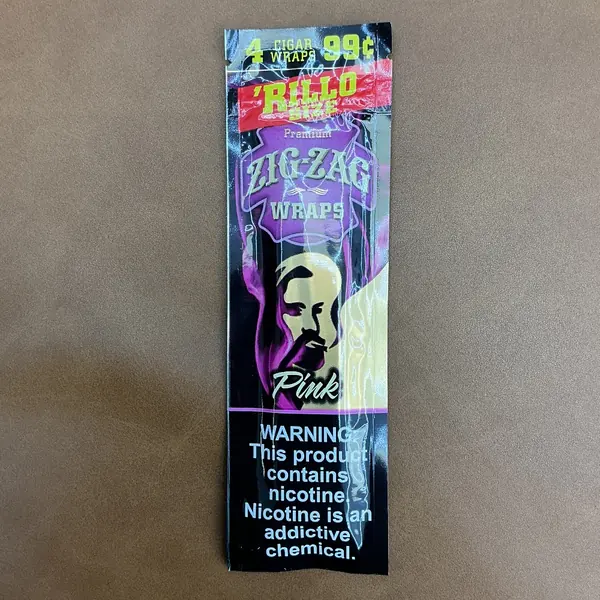 4 CIGAR WRAPS 99¢
'RILLO
SIZE
Premium
ZIG-ZAG
WRAPS
Pink
WARNING:
This product
contains
nicotine.
Nicotine is an
addictive
chemical.